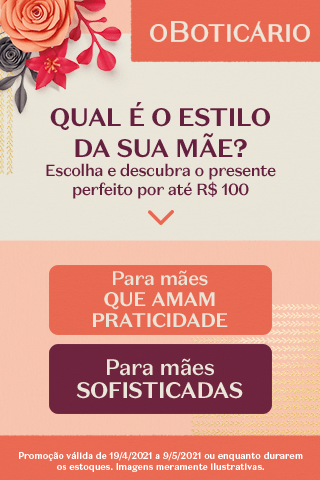 oBoticário
QUAL É O ESTILO
DA SUA MÃE?
Escolha e descubra o presente
perfeito por até R$ 100
Para mães
QUE AMAM
PRATICIDADE
Para mães
SOFISTICADAS
Promoção válida de 19/4/2021 a 9/5/2021 ou enquanto durarem
os estoques. Imagens meramente ilustrativas.